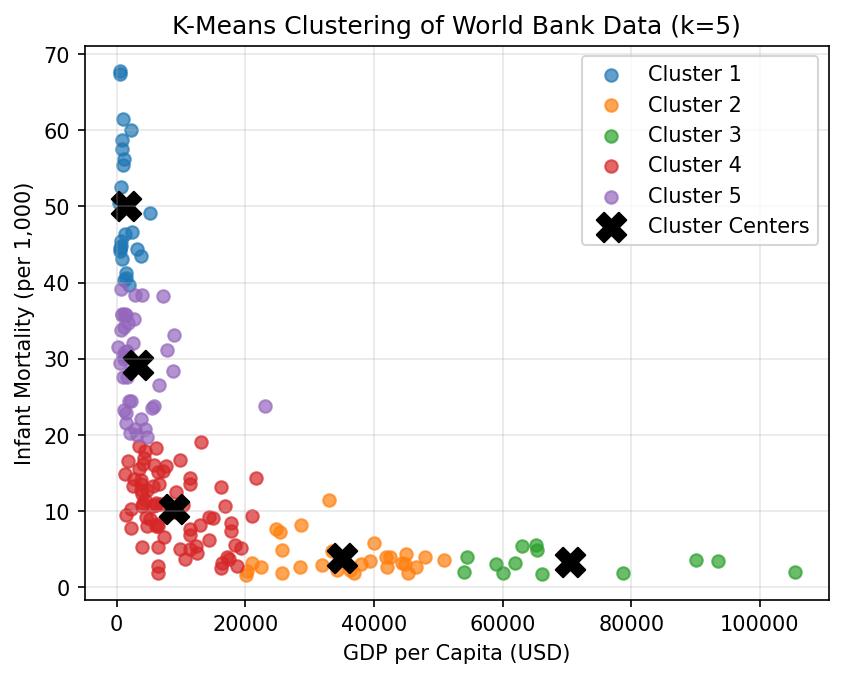 K-Means Clustering of World Bank Data (k=5)
70
60
50
40
30
20
10
0
Infant Mortality (per 1,000)
Cluster 1
Cluster 2
Cluster 3
Cluster 4
Cluster 5
Cluster Centers
0 20000 40000 60000 80000 100000
GDP per Capita (USD)